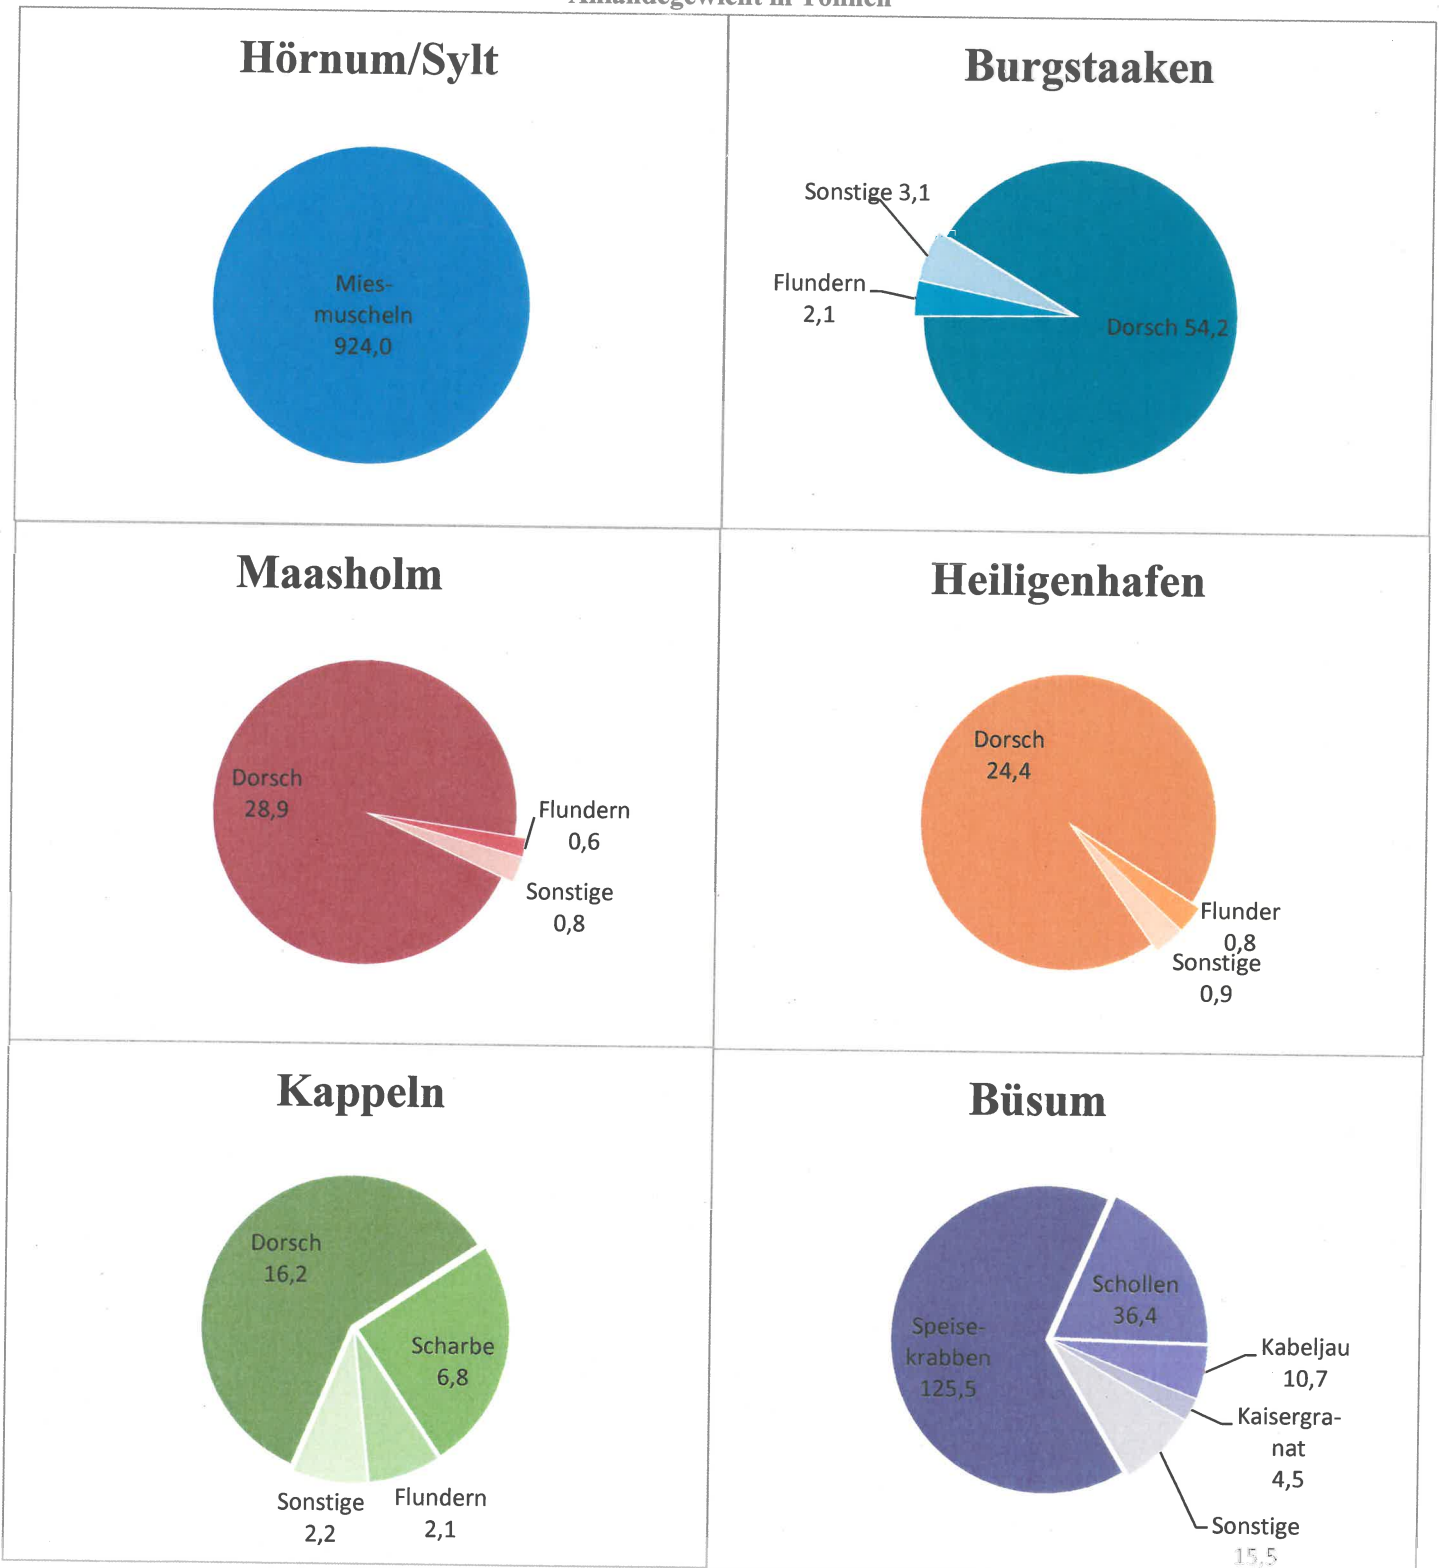 Anlandegewicht in Tonnen
Hörnum/Sylt
Mies-
muscheln
924,0
Burgstaaken
Sonstige 3,1
Flundern
2,1
Dorsch 54,2
Maasholm
Dorsch
28,9
Flundern
0,6
Sonstige
0,8
Heiligenhafen
Dorsch
24,4
Flunder
0,8
Sonstige
0,9
Kappeln
Dorsch
16,2
Scharbe
6,8
Sonstige
2,2
Flundern
2,1
Büsum
Speise-
krabben
125,5
Schollen
36,4
Kabeljau
10,7
Kaisergra-
nat
4,5
Sonstige
15,5